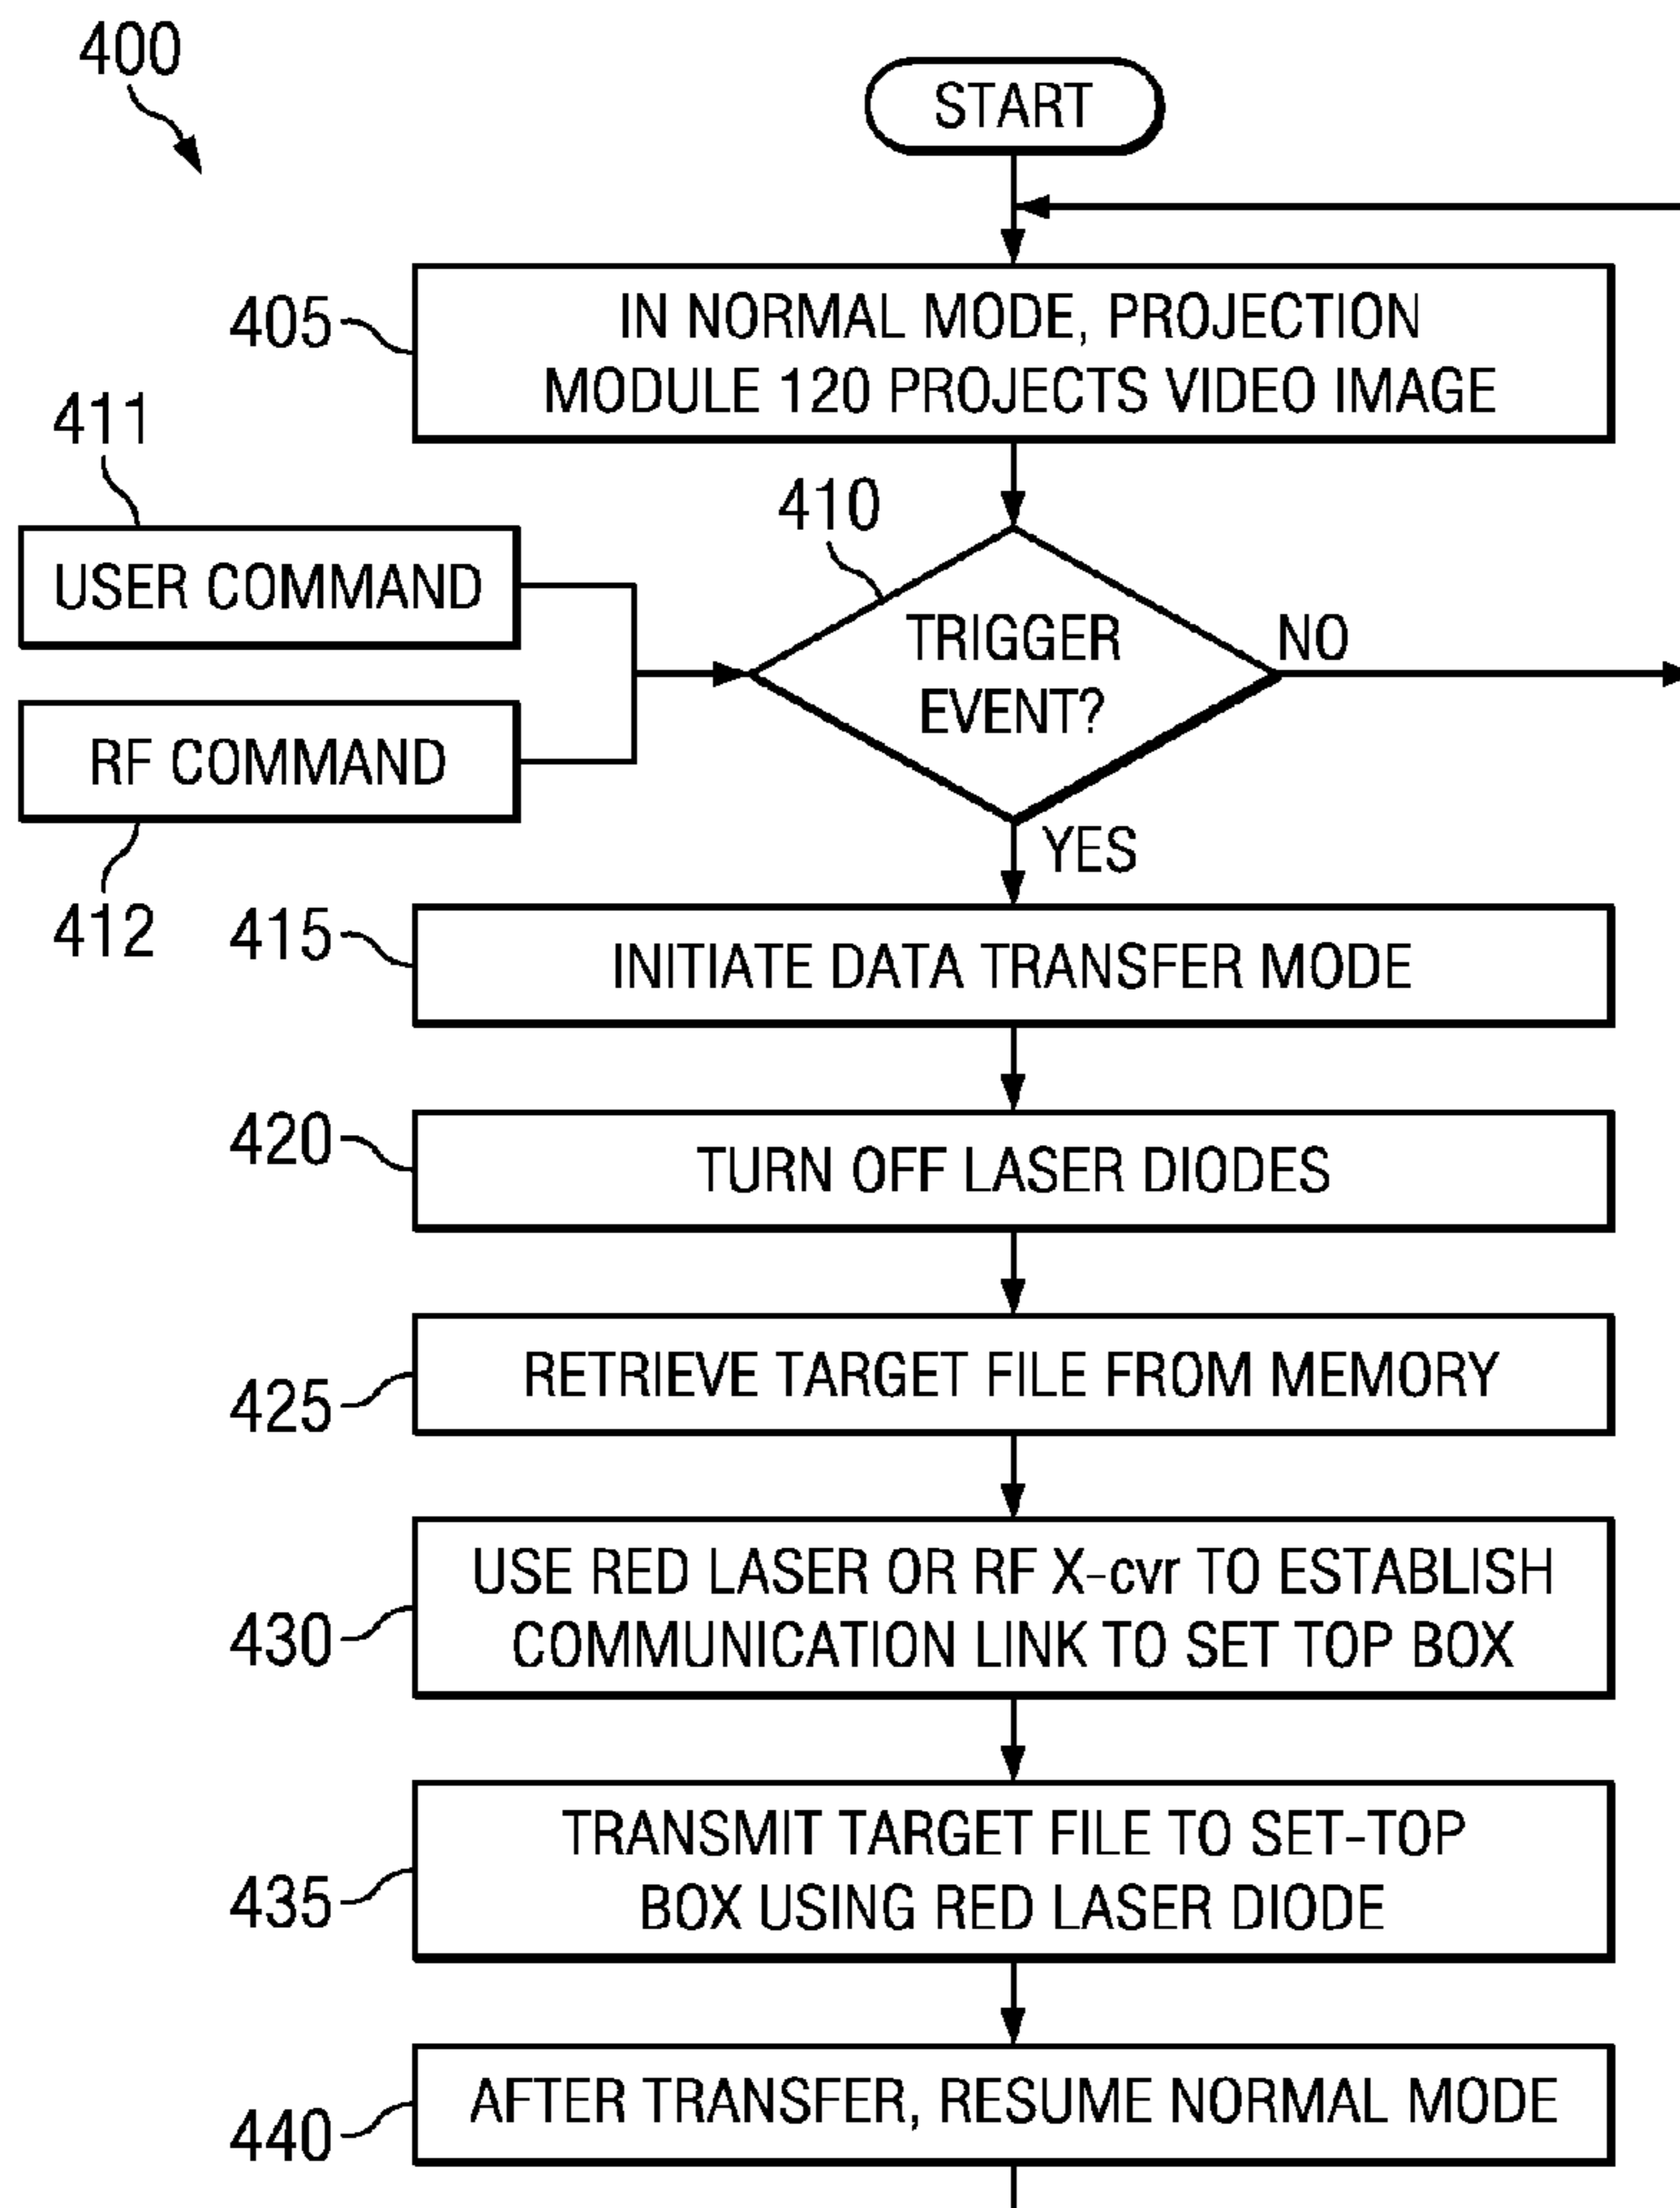 400
START
405
IN NORMAL MODE, PROJECTION
MODULE 120 PROJECTS VIDEO IMAGE
411
410
USER COMMAND
TRIGGER
EVENT?
NO
RF COMMAND
412
YES
415
INITIATE DATA TRANSFER MODE
420
TURN OFF LASER DIODES
425
RETRIEVE TARGET FILE FROM MEMORY
430
USE RED LASER OR RF X-cvr TO ESTABLISH
COMMUNICATION LINK TO SET TOP BOX
435
TRANSMIT TARGET FILE TO SET-TOP
BOX USING RED LASER DIODE
440
AFTER TRANSFER, RESUME NORMAL MODE